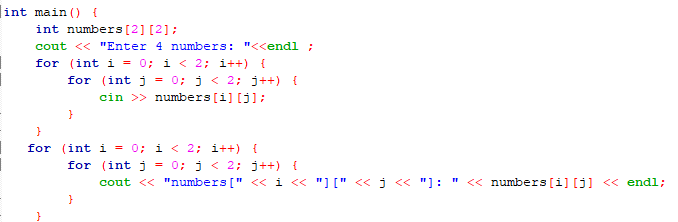 int main() {
int numbers[2][2];
cout << "Enter 4 numbers: "<<endl ;
for (int i = 0; i < 2; i++) {
for (int j = 0; j < 2; j++) {
cin >> numbers[i][j];
}
}
for (int i = 0; i < 2; i++) {
for (int j = 0; j < 2; j++) {
cout << "numbers[" << i << "][" << j << "]: " << numbers[i][j] << endl;
}
}